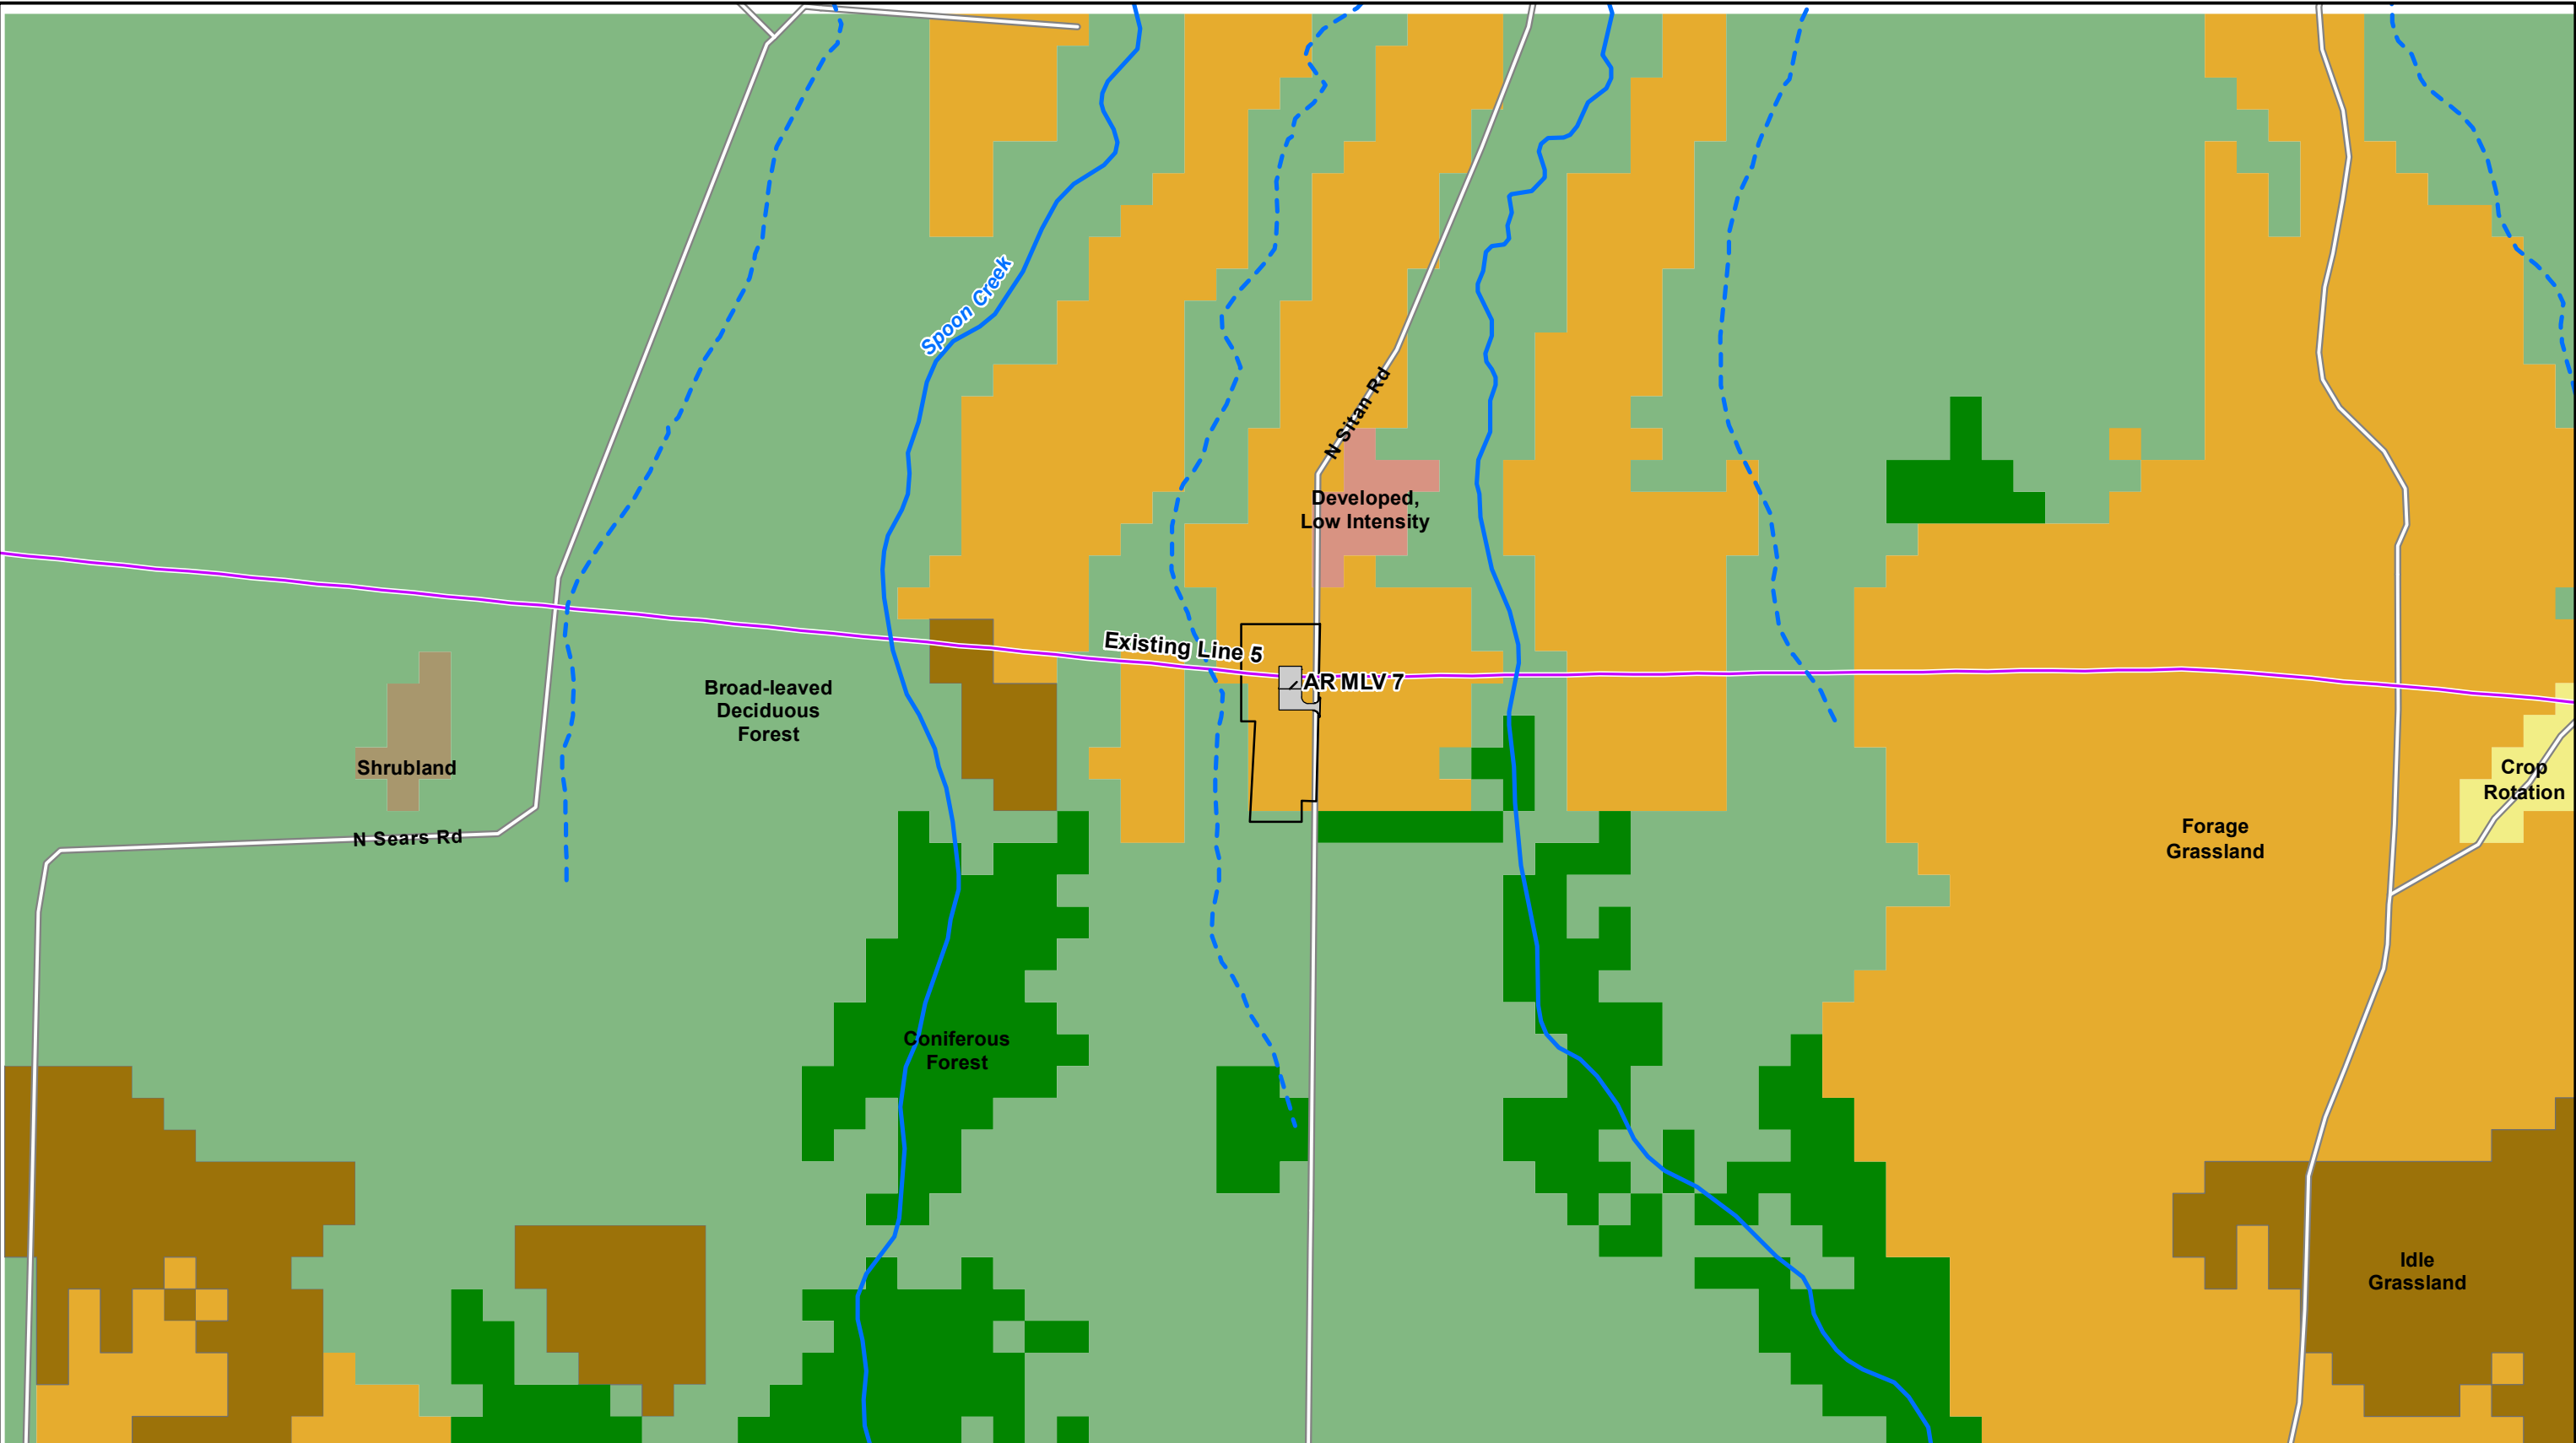 Spoon Creek
N Sitan Rd
Developed,
Low Intensity
Existing Line 5
AR MLV 7
Broad-leaved
Deciduous
Forest
Shrubland
Crop
Rotation
N Sears Rd
Forage
Grassland
Coniferous
Forest
Idle
Grassland